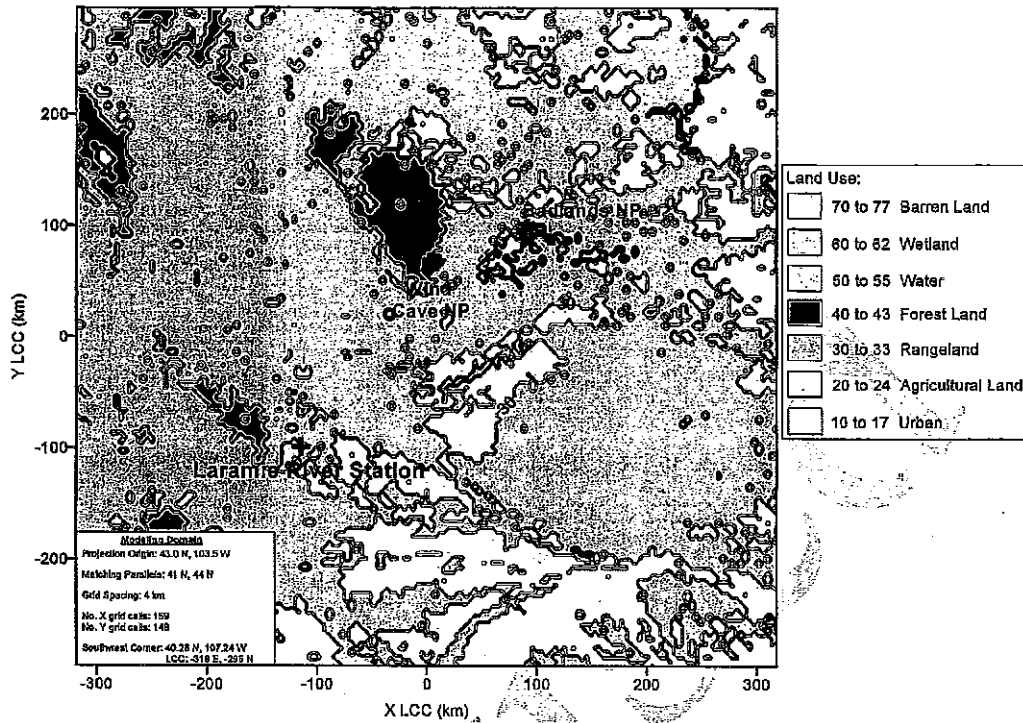 200
100
0
-100
-200
Y LCC (km)
Badlands NP
Wind
Cave NP
Laramie River Station
Modeling Domain
Projection Origin: 43.0 N, 103.5 W
Matching Parallels: 41 N, 44 N
Grid Spacing: 4 km
No. X grid cells: 159
No. Y grid cells: 148
Southwest Corner: 40.28 N, 107.24 W
LCC: -318 E, -295 N
-300
-200
-100
0
100
200
300
X LCC (km)
Land Use:
70 to 77 Barren Land
60 to 62 Wetland
50 to 55 Water
40 to 43 Forest Land
30 to 33 Rangeland
20 to 24 Agricultural Land
10 to 17 Urban